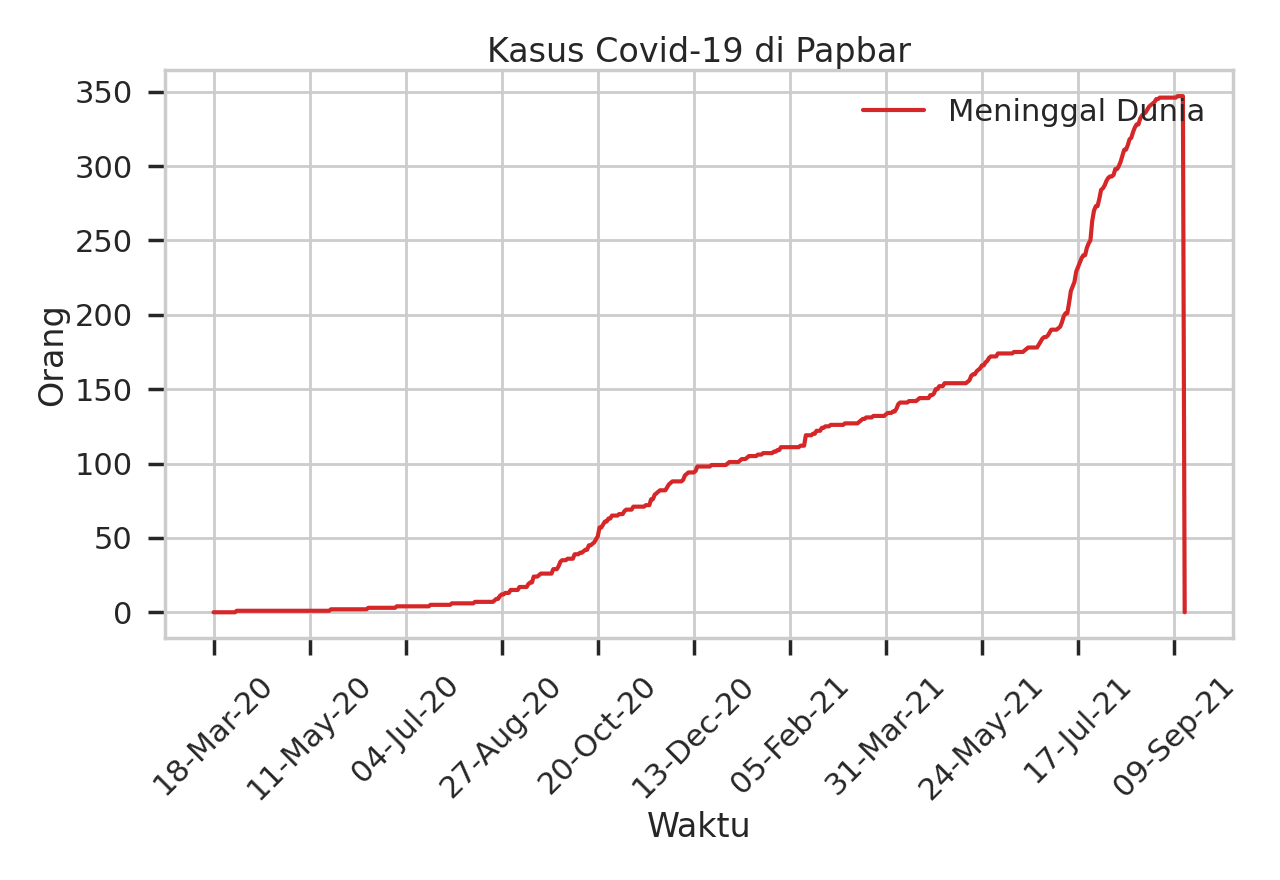 Kasus Covid-19 di Papbar
Meninggal Dunia
350
300
250
200
150
100
50
0
Orang
18-Mar-20
11-May-20
04-Jul-20
27-Aug-20
20-Oct-20
13-Dec-20
05-Feb-21
31-Mar-21
24-May-21
17-Jul-21
09-Sep-21
Waktu